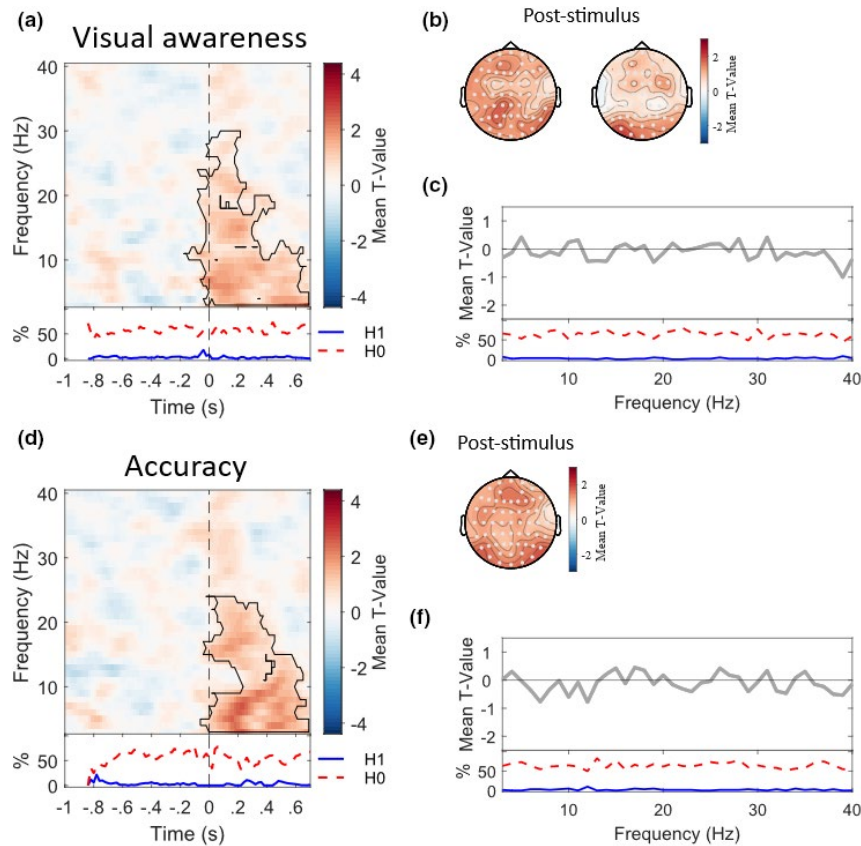 (a)
Visual awareness
40
30
20
10
Frequency (Hz)
4
2
0
-2
-4
Mean T-Value
%
50
0
H1
H0
-1 -.8 -.6 -.4 -.2 0 .2 .4 .6
Time (s)
(b)
Post-stimulus
2
0
-2
Mean T-Value
(c)
Mean T-Value
1
0
-1
-2
%
50
0
10 20 30 40
Frequency (Hz)
(d)
Accuracy
40
30
20
10
Frequency (Hz)
4
2
0
-2
-4
Mean T-Value
%
50
0
H1
H0
-1 -.8 -.6 -.4 -.2 0 .2 .4 .6
Time (s)
(e)
Post-stimulus
2
0
-2
Mean T-Value
(f)
Mean T-Value
1
0
-1
-2
%
50
0
10 20 30 40
Frequency (Hz)